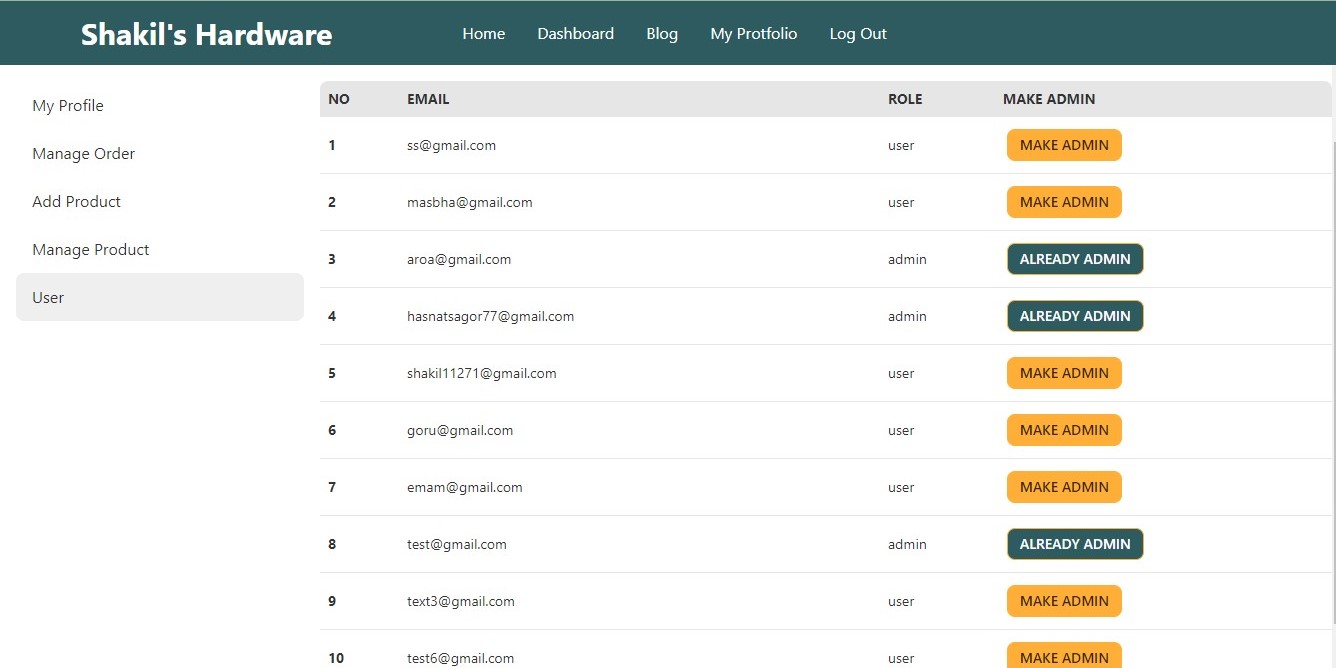 Shakil's Hardware Home Dashboard Blog My Protfolio Log Out
My Profile
Manage Order
Add Product
Manage Product
User
NO EMAIL ROLE MAKE ADMIN
1 ss@gmail.com user MAKE ADMIN
2 masbha@gmail.com user MAKE ADMIN
3 aroa@gmail.com admin ALREADY ADMIN
4 hasnatsagor77@gmail.com admin ALREADY ADMIN
5 shakil11271@gmail.com user MAKE ADMIN
6 goru@gmail.com user MAKE ADMIN
7 emam@gmail.com user MAKE ADMIN
8 test@gmail.com admin ALREADY ADMIN
9 text3@gmail.com user MAKE ADMIN
10 test6@gmail.com user MAKE ADMIN